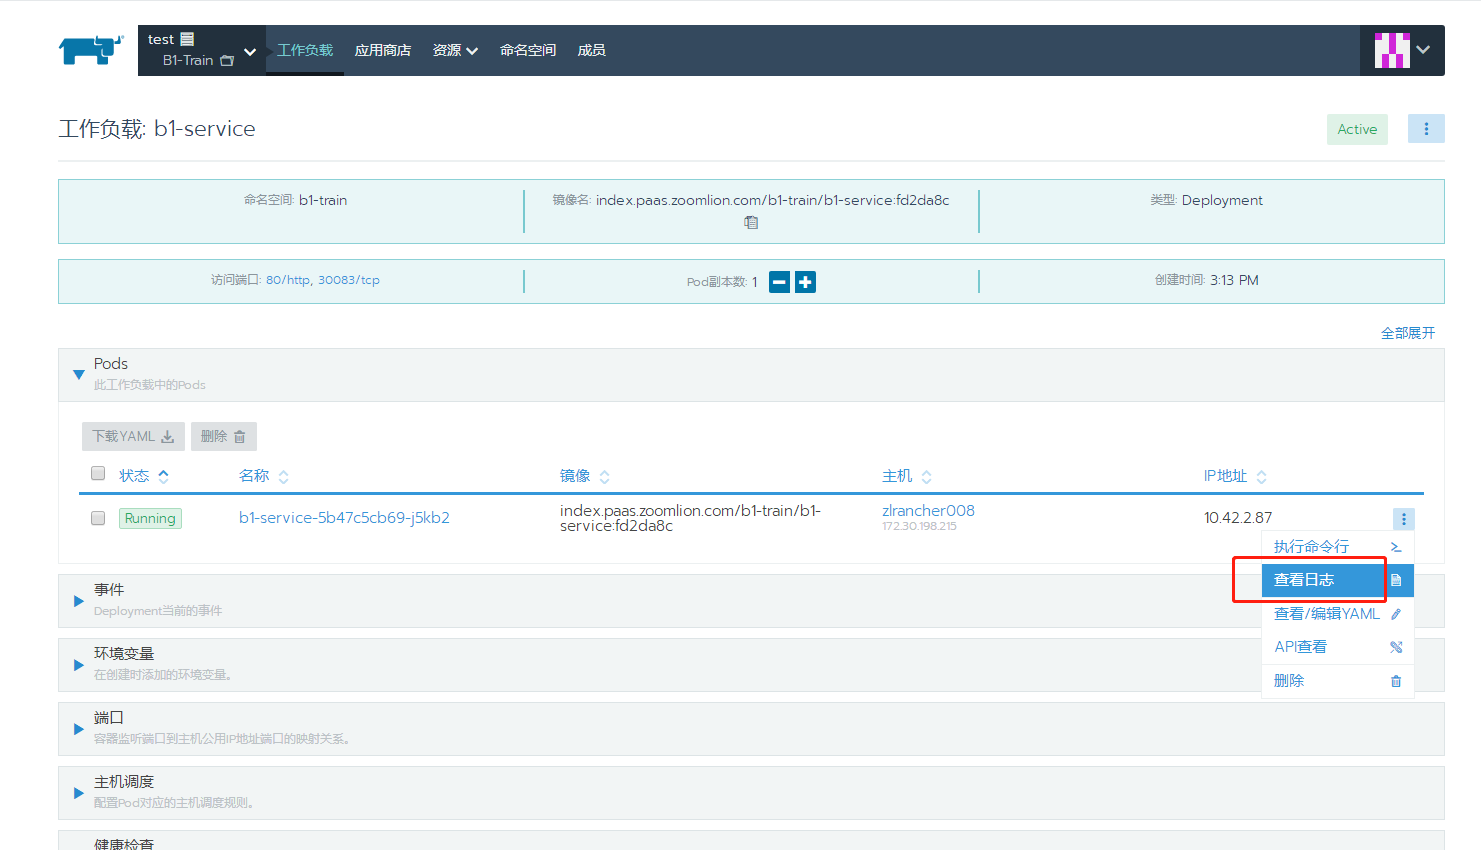 test
B1-Train
工作负载
应用商店
资源
命名空间
成员
工作负载: b1-service
Active
命名空间: b1-train
镜像名: index.paas.zoomlion.com/b1-train/b1-service:fd2da8c
类型: Deployment
访问端口: 80/http, 30083/tcp
Pod副本数: 1
创建时间: 3:13 PM
全部展开
Pods
此工作负载中的Pods
下载YAML
删除
状态
名称
镜像
主机
IP地址
Running
b1-service-5b47c5cb69-j5kb2
index.paas.zoomlion.com/b1-train/b1-
service:fd2da8c
zlrancher008
172.30.198.215
10.42.2.87
执行命令行
查看日志
查看/编辑YAML
API查看
删除
事件
Deployment当前的事件
环境变量
在创建时添加的环境变量。
端口
容器监听端口到主机公用IP地址端口的映射关系。
主机调度
配置Pod对应的主机调度规则。
健康检查